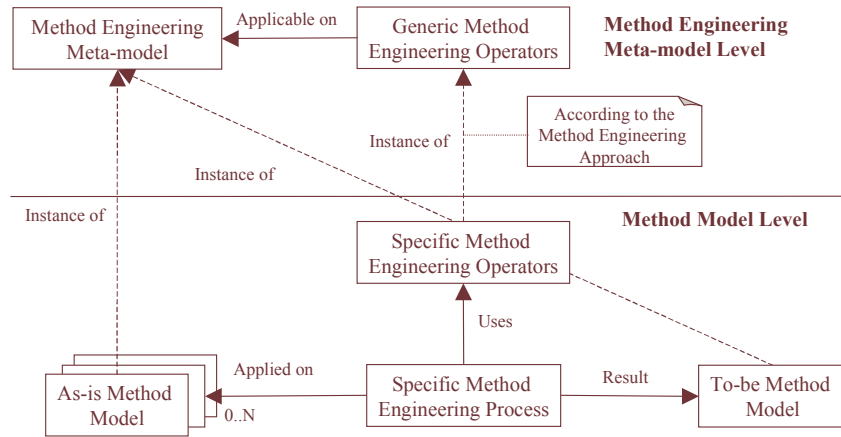 Method Engineering
Meta-model
Applicable on
Generic Method
Engineering Operators
Method Engineering
Meta-model Level
Instance of
According to the
Method Engineering
Approach
Instance of
Instance of
Method Model Level
Specific Method
Engineering Operators
Uses
As-is Method
Model
0..N
Applied on
Specific Method
Engineering Process
Result
To-be Method
Model